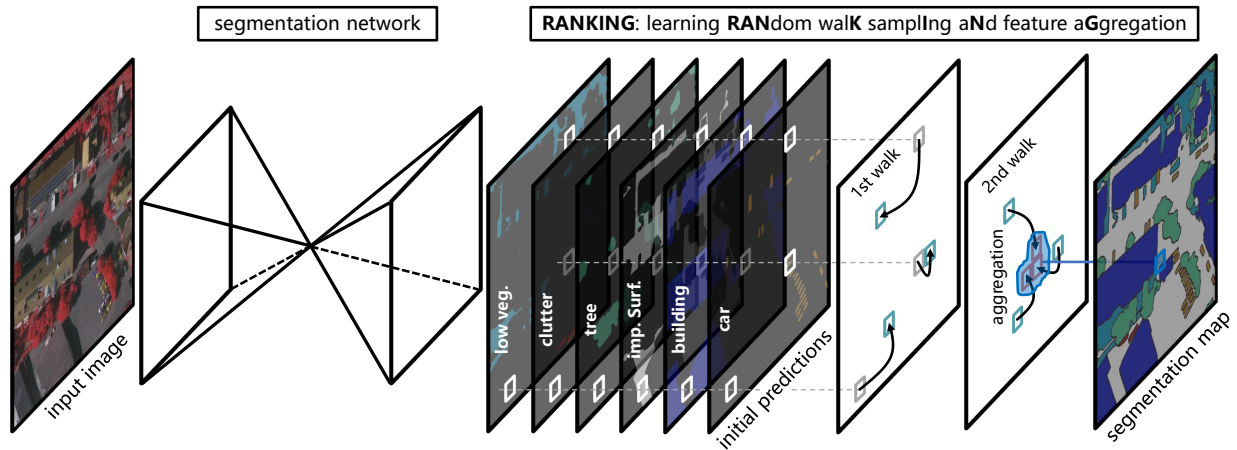 segmentation network
RANKING: learning RANdom walK samplIng aNd feature aGgregation
input image
low veg.
clutter
tree
imp. Surf.
building
car
initial predictions
1st walk
2nd walk
aggregation
segmentation map